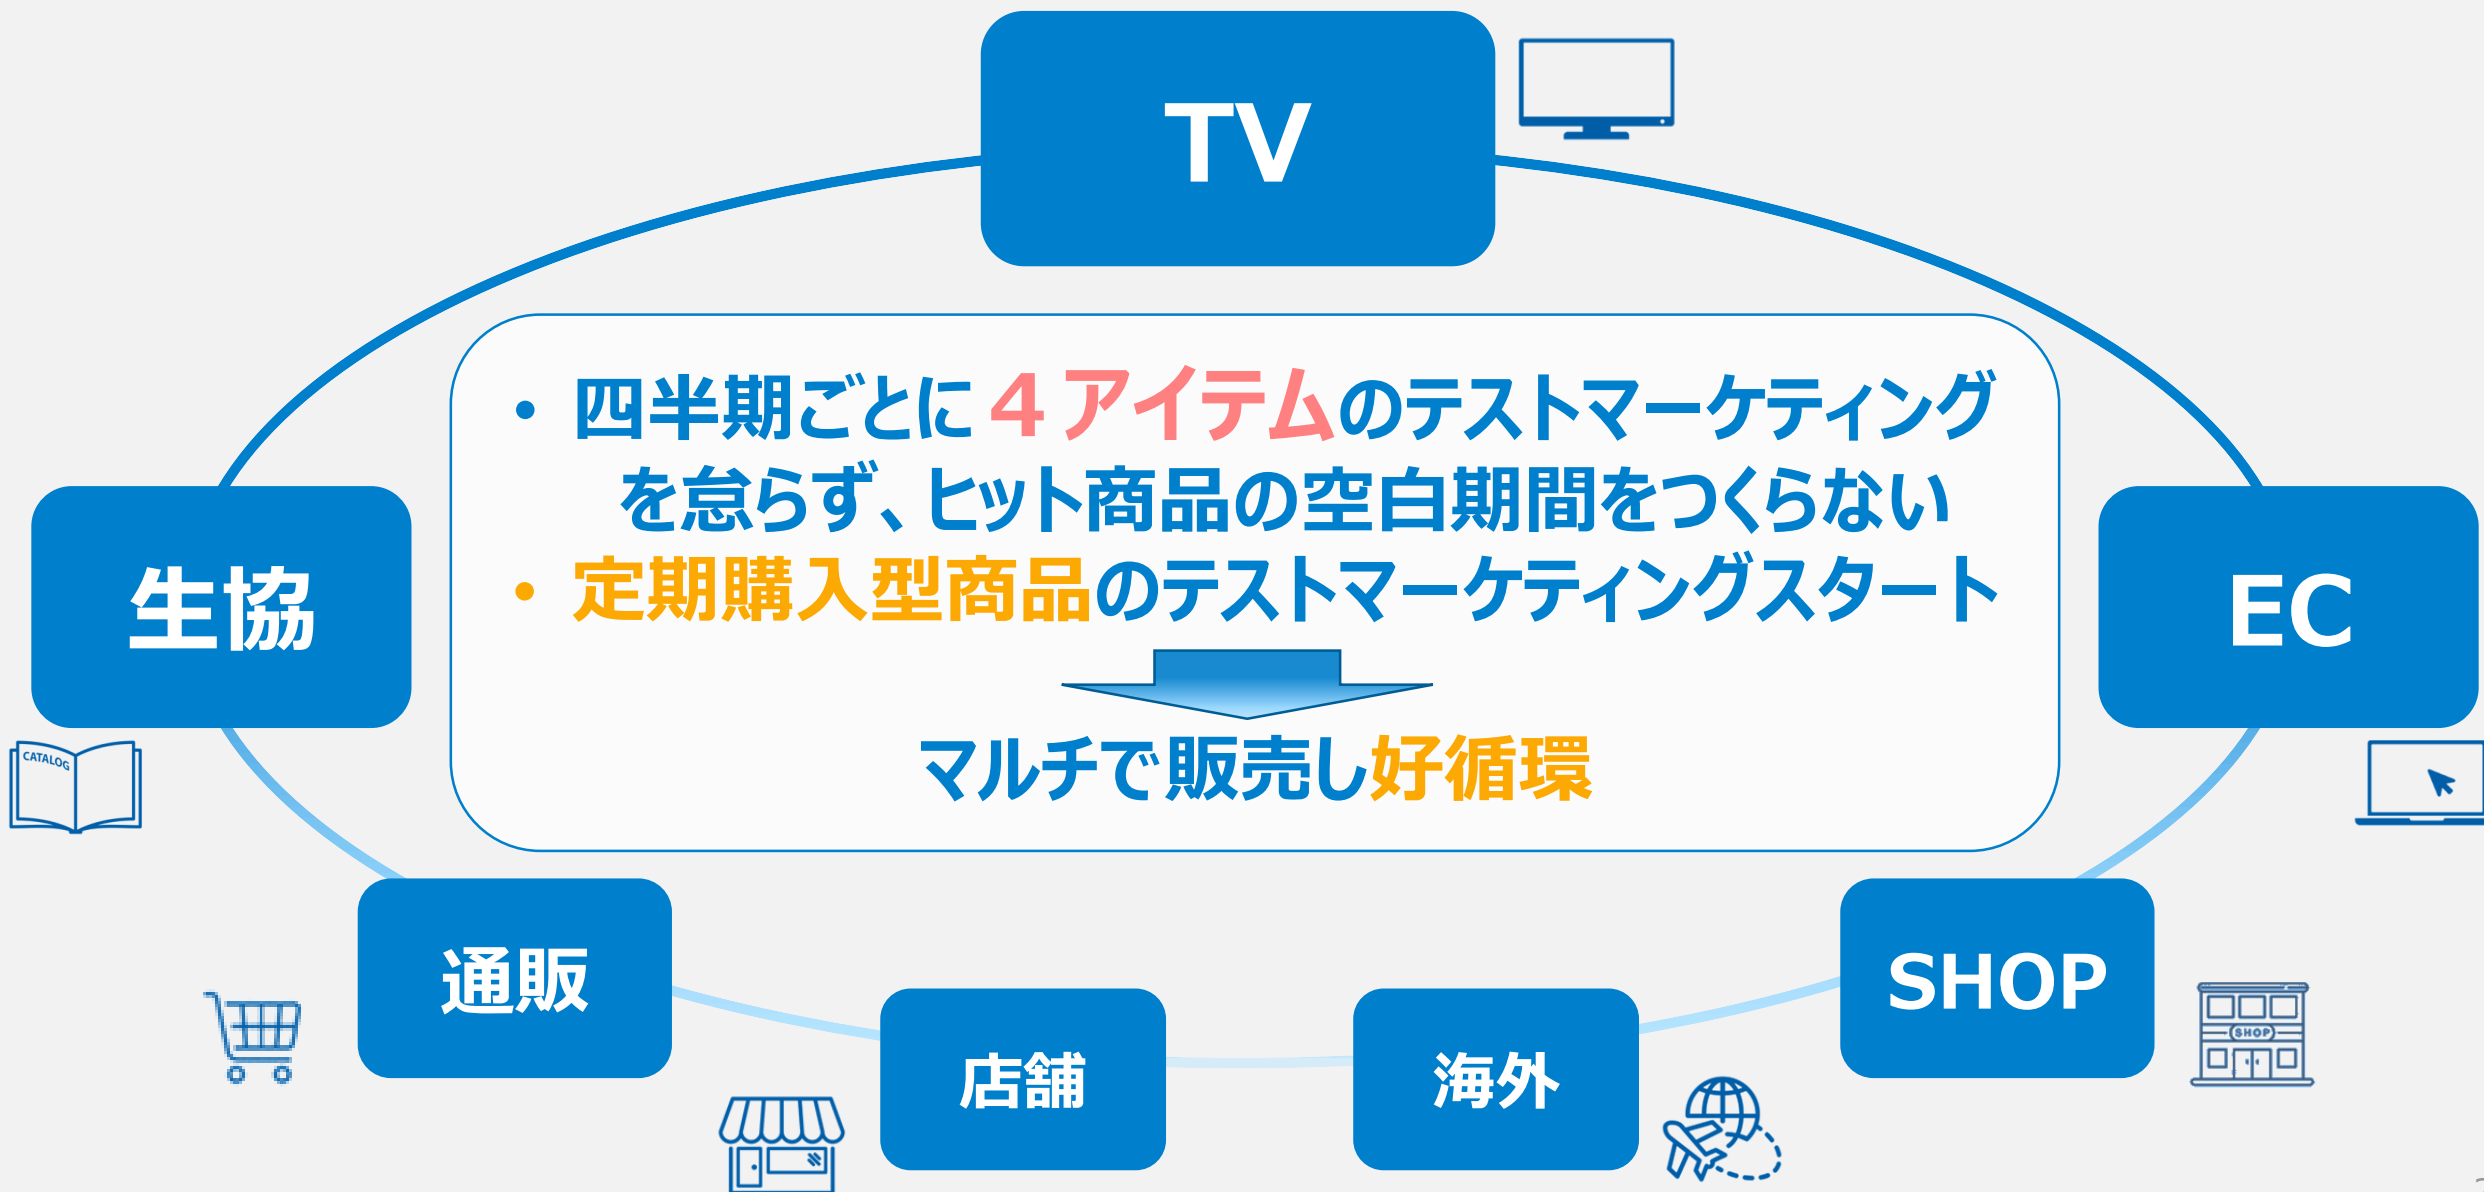 TV
• 四半期ごとに４アイテムのテストマーケティング
を怠らず、ヒット商品の空白期間をつくらない
• 定期購入型商品のテストマーケティングスタート
マルチで販売し好循環
生協
EC
CATALOG
通販
SHOP
SHOP
店舗
海外